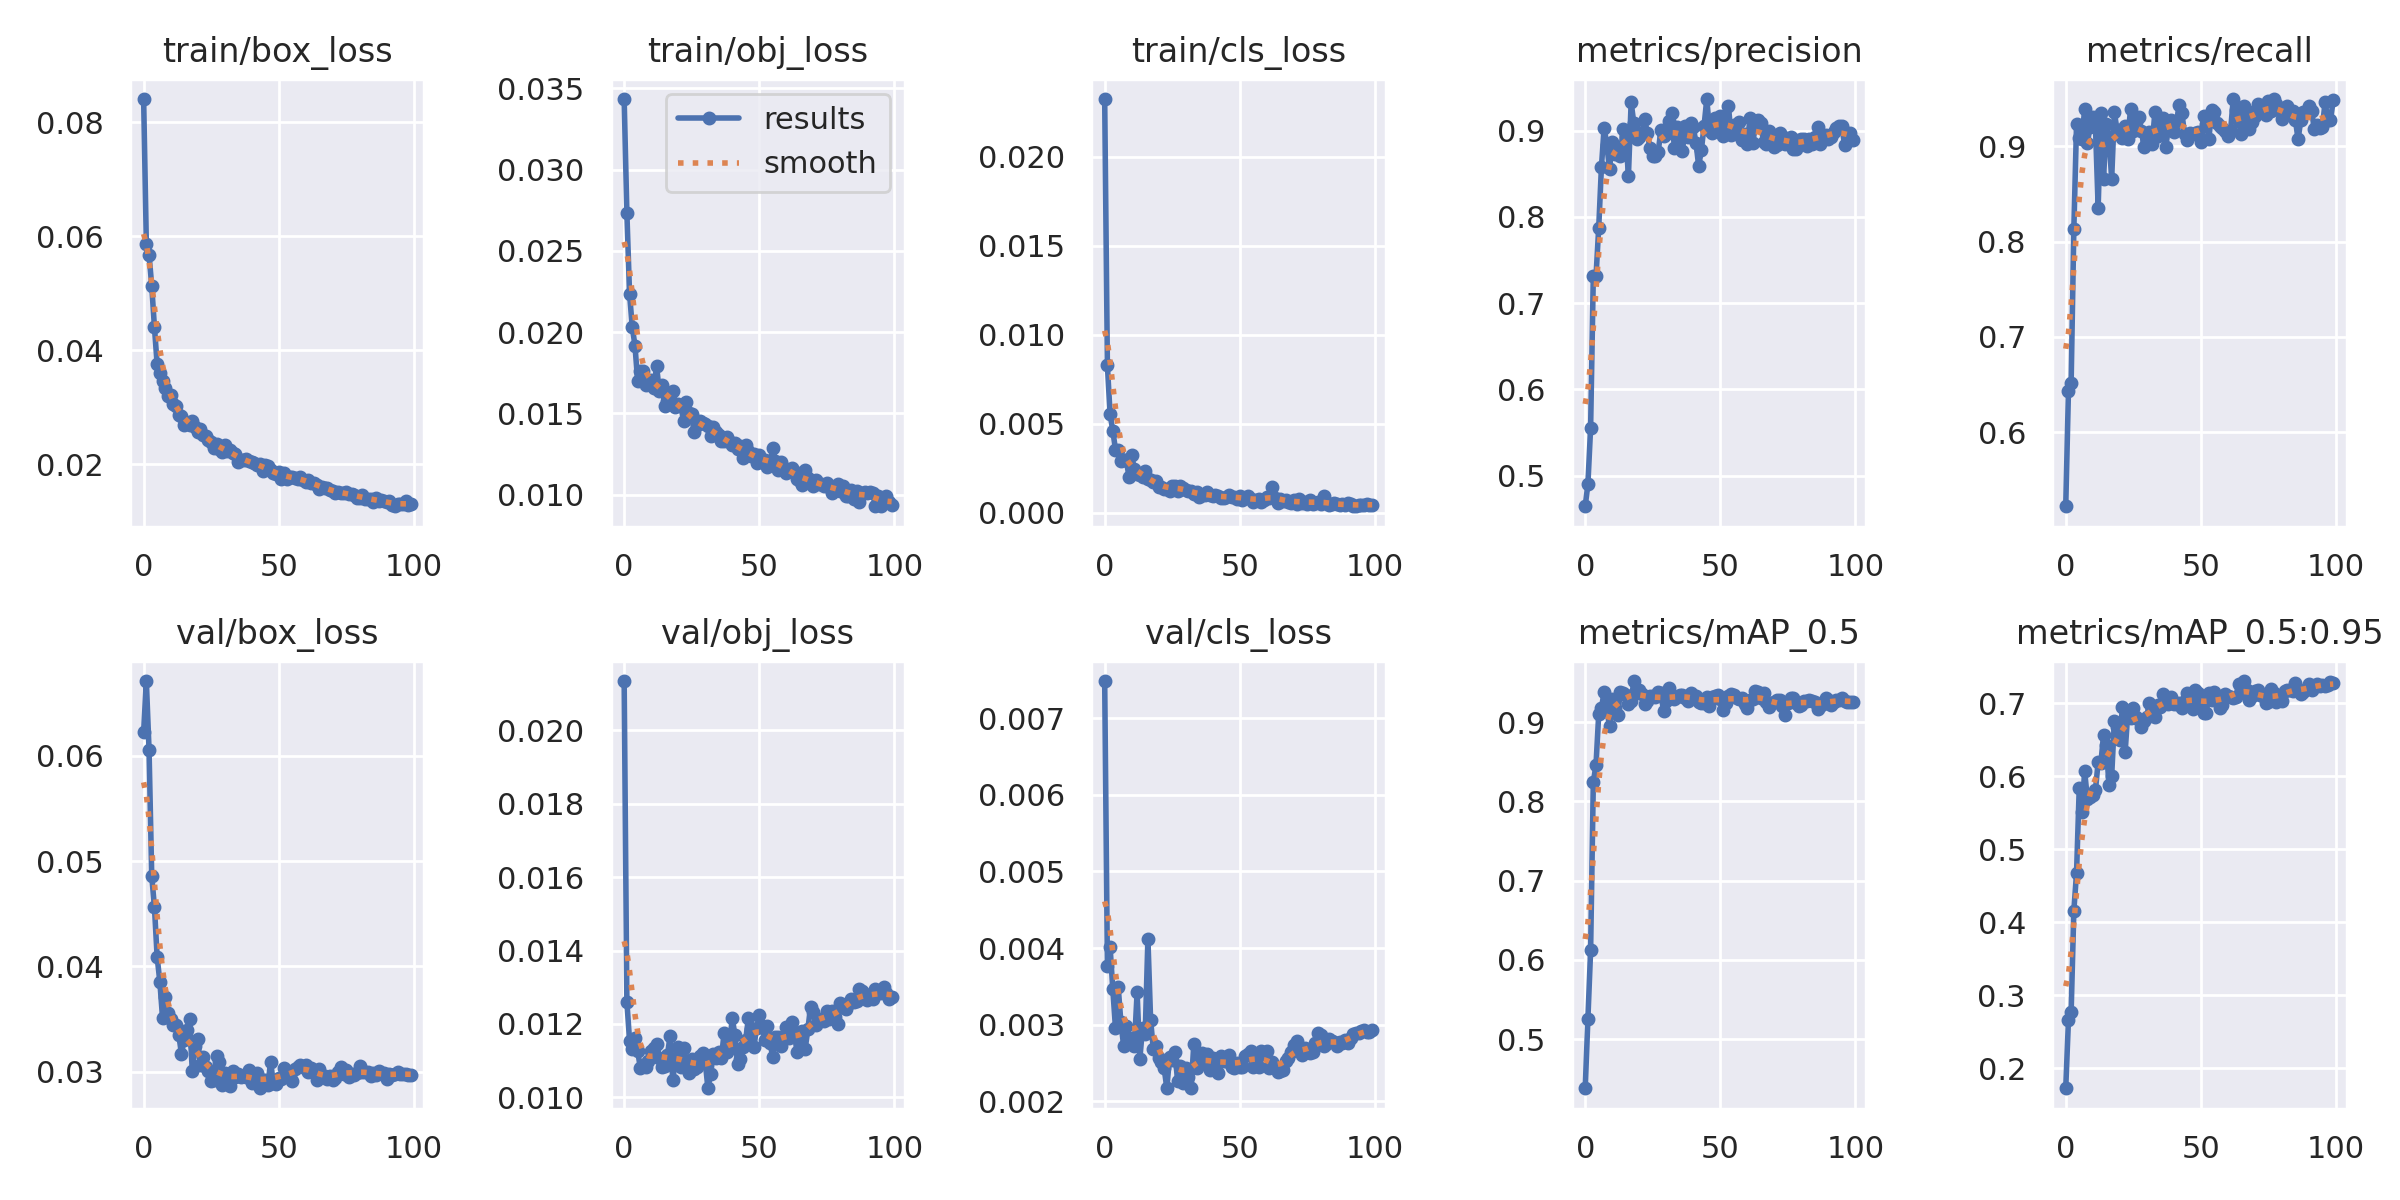 train/box_loss
0.08
0.06
0.04
0.02
0 50 100
train/obj_loss
0.035
0.030
0.025
0.020
0.015
0.010
results
smooth
0 50 100
train/cls_loss
0.020
0.015
0.010
0.005
0.000
0 50 100
metrics/precision
0.9
0.8
0.7
0.6
0.5
0 50 100
metrics/recall
0.9
0.8
0.7
0.6
0 50 100
val/box_loss
0.06
0.05
0.04
0.03
0 50 100
val/obj_loss
0.020
0.018
0.016
0.014
0.012
0.010
0 50 100
val/cls_loss
0.007
0.006
0.005
0.004
0.003
0.002
0 50 100
metrics/mAP_0.5
0.9
0.8
0.7
0.6
0.5
0 50 100
metrics/mAP_0.5:0.95
0.7
0.6
0.5
0.4
0.3
0.2
0 50 100